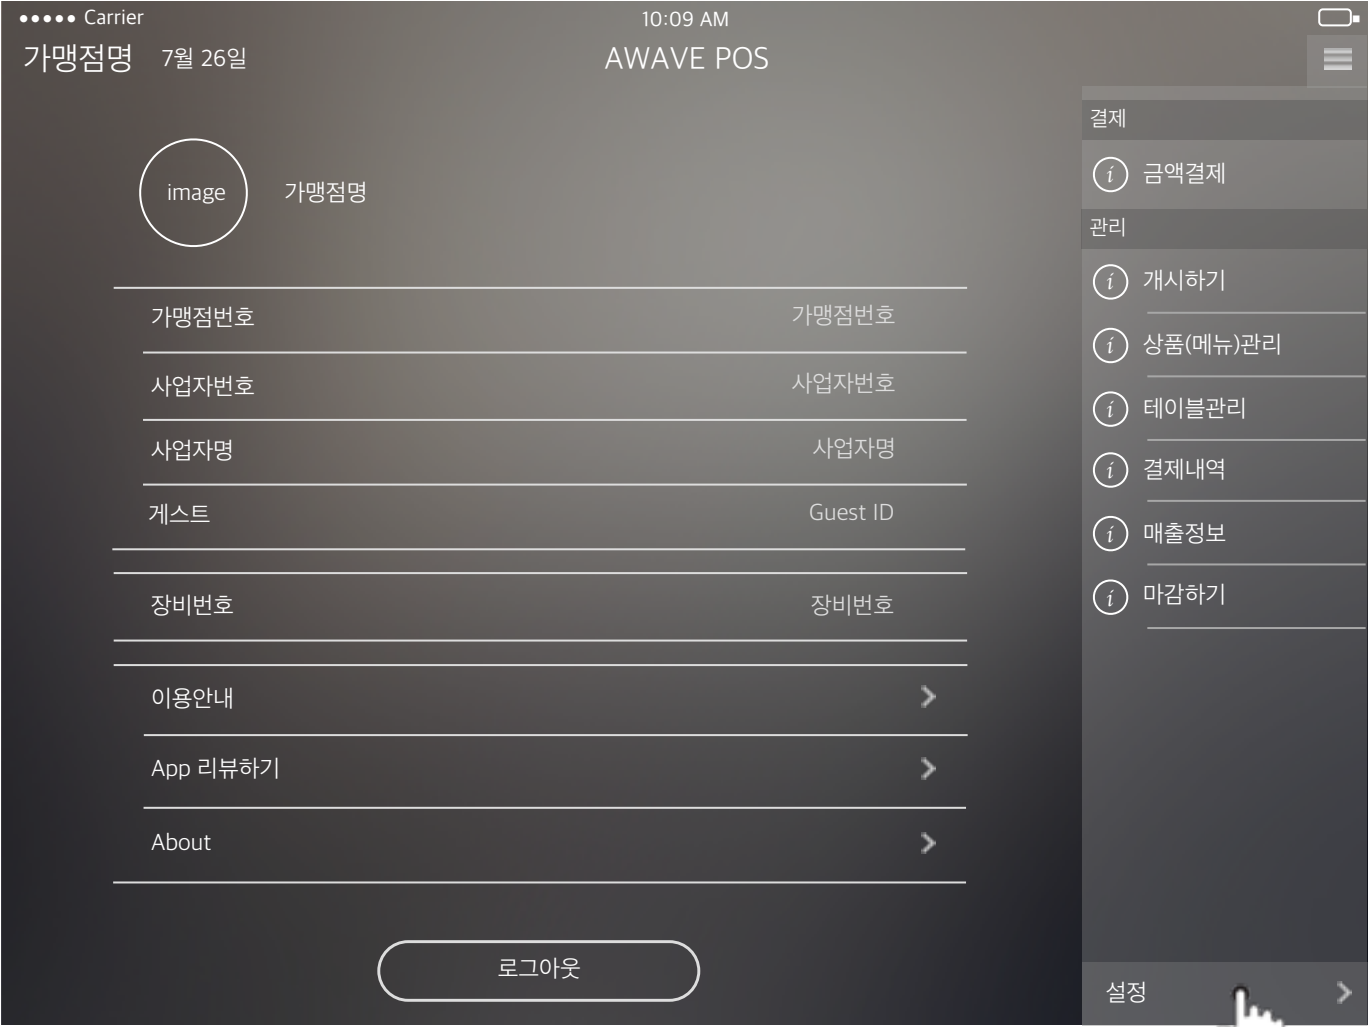 Carrier
10:09 AM
가맹점명 7월 26일
AWAVE POS
image
가맹점명
가맹점번호 가맹점번호
사업자번호 사업자번호
사업자명 사업자명
게스트 Guest ID
장비번호 장비번호
이용안내
App 리뷰하기
About
로그아웃
결제
i 금액결제
관리
i 개시하기
i 상품(메뉴)관리
i 테이블관리
i 결제내역
i 매출정보
i 마감하기
설정